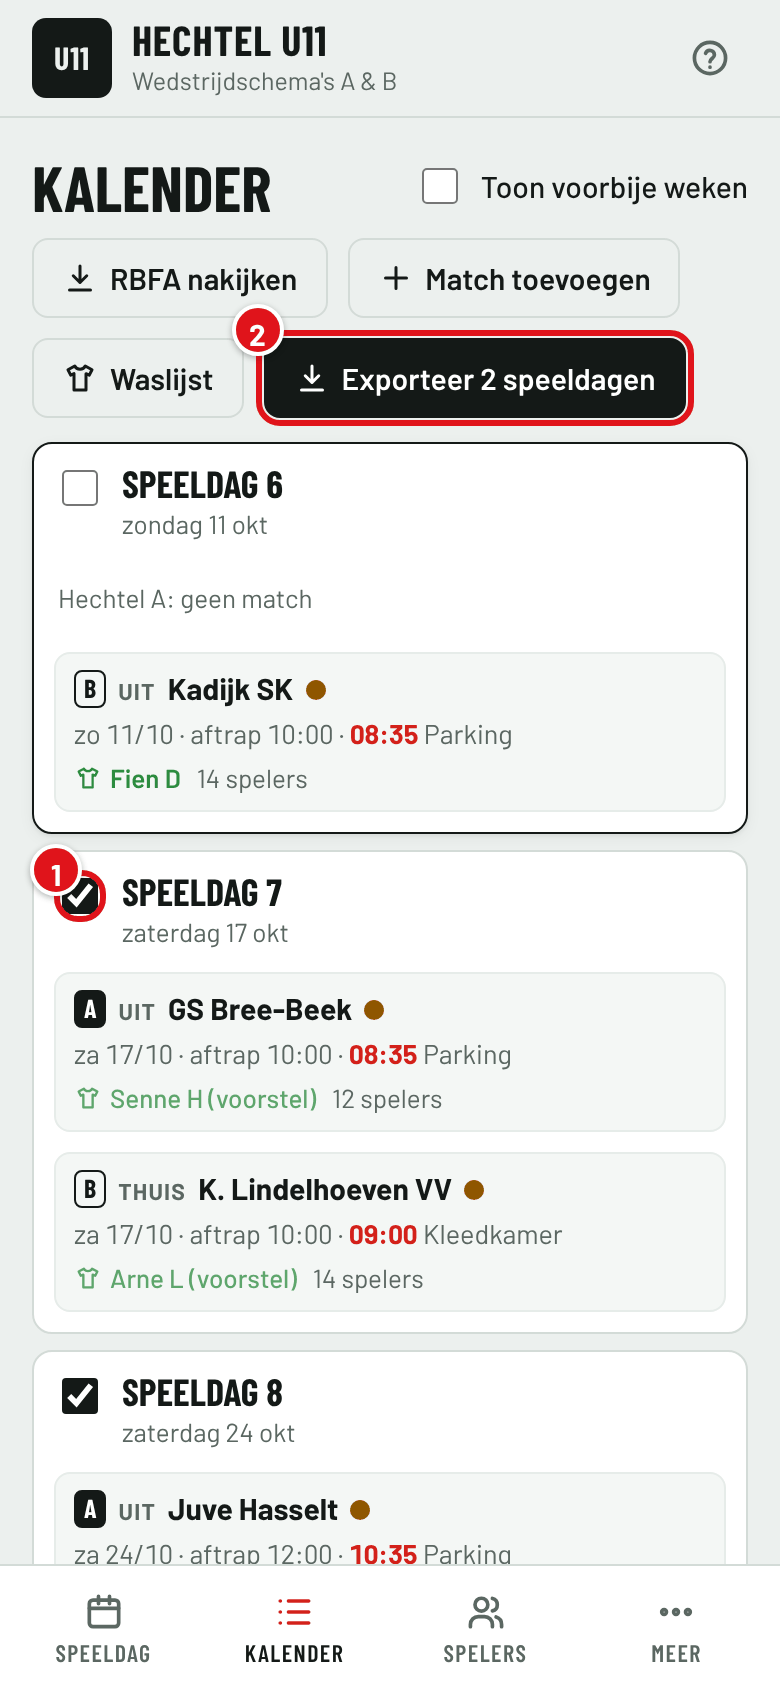 U11
HECHTEL U11
Wedstrijdschema's A & B
KALENDER
Toon voorbije weken
RBFA nakijken
Match toevoegen
2
Waslijst
Exporteer 2 speeldagen
SPEELDAG 6
zondag 11 okt
Hechtel A: geen match
B UIT Kadijk SK
zo 11/10 · aftrap 10:00 · 08:35 Parking
Fien D 14 spelers
1
SPEELDAG 7
zaterdag 17 okt
A UIT GS Bree-Beek
za 17/10 · aftrap 10:00 · 08:35 Parking
Senne H (voorstel) 12 spelers
B THUIS K. Lindelhoeven VV
za 17/10 · aftrap 10:00 · 09:00 Kleedkamer
Arne L (voorstel) 14 spelers
SPEELDAG 8
zaterdag 24 okt
A UIT Juve Hasselt
za 24/10 · aftrap 12:00 · 10:35 Parking
SPEELDAG
KALENDER
SPELERS
MEER